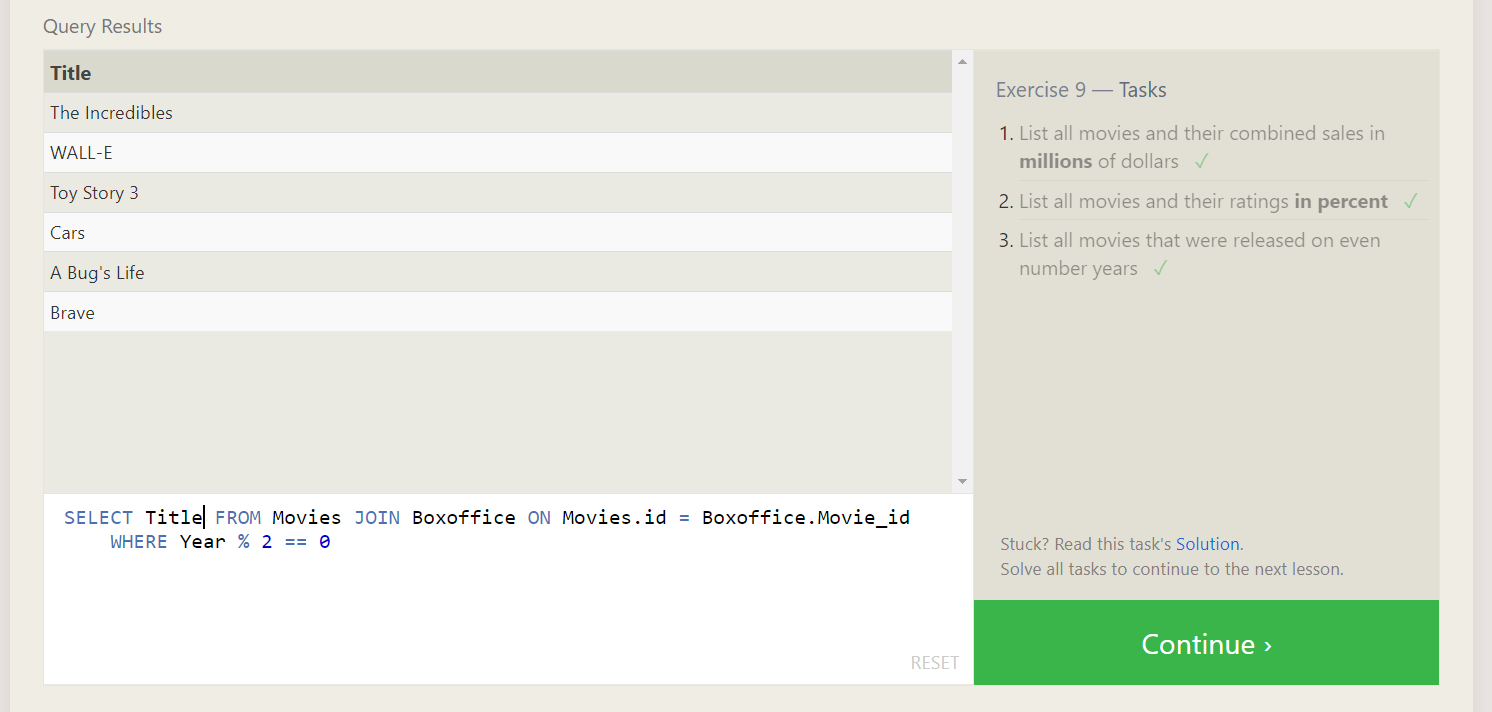 Query Results
Title
The Incredibles
WALL-E
Toy Story 3
Cars
A Bug's Life
Brave
SELECT Title FROM Movies JOIN Boxoffice ON Movies.id = Boxoffice.Movie_id
WHERE Year % 2 == 0
RESET
Exercise 9 — Tasks
1. List all movies and their combined sales in
millions of dollars ✓
2. List all movies and their ratings in percent ✓
3. List all movies that were released on even
number years ✓
Stuck? Read this task's Solution.
Solve all tasks to continue to the next lesson.
Continue ›